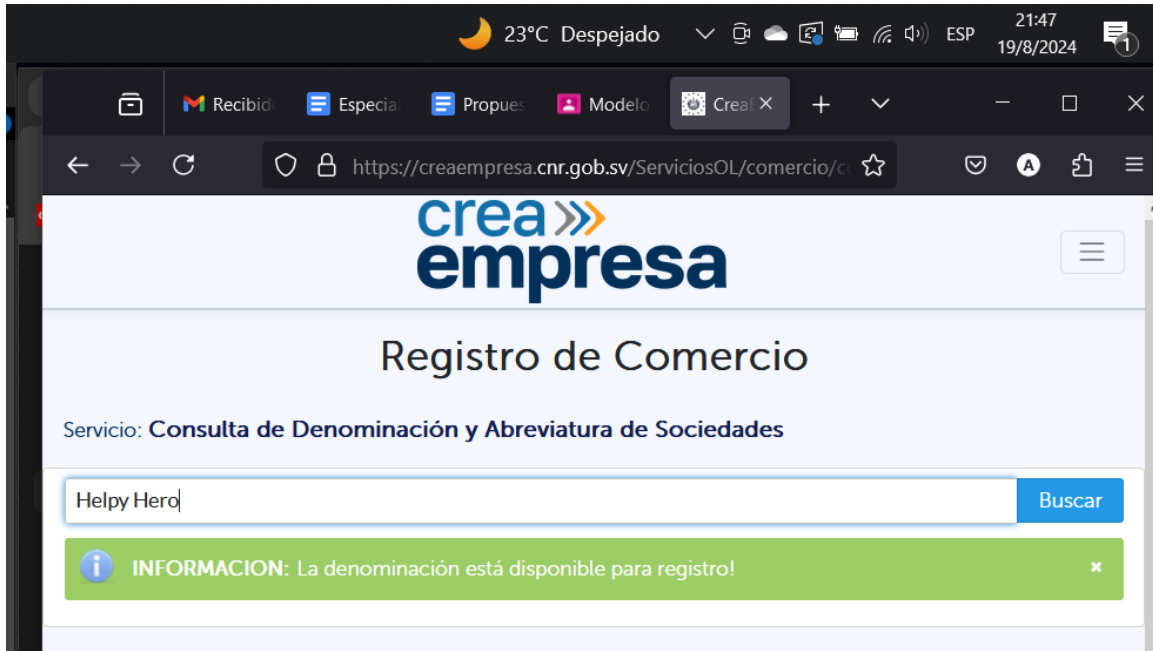 23°C Despejado
ESP
21:47
19/8/2024
1
Recibid
Especial
Propues
Modelo
Crea
https://creaempresa.cnr.gob.sv/ServiciosOL/comercio/c
A
crea
empresa
Registro de Comercio
Servicio: Consulta de Denominación y Abreviatura de Sociedades
Helpy Hero
Buscar
INFORMACION: La denominación está disponible para registro!